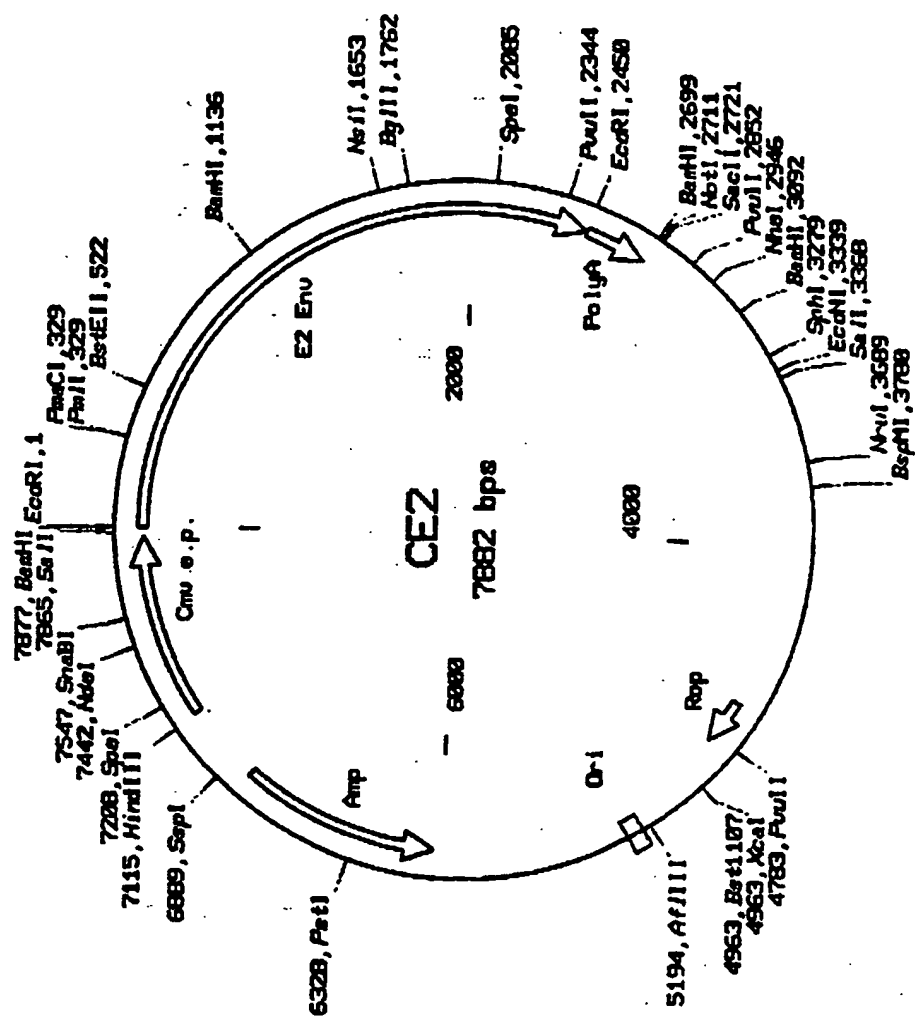 PmaCI, 329
PmlI, 329
BstEII, 522
BamHI, 1136
NsiI, 1653
BglII, 1762
SpeI, 2085
PvuII, 2344
EcoRI, 2450
BamHI, 2699
NotI, 2711
SacII, 2721
PvuII, 2852
NheI, 2946
BamHI, 3092
SphI, 3279
EcoNI, 3339
SalI, 3368
NruI, 3689
BspMI, 3780
4783, PvuII
4963, XcaI
4963, Bst1107I
5194, AflIII
6328, PstI
6889, SspI
7115, HindIII
7208, SpeI
7442, NdeI
7547, SnaBI
7865, SalI
7877, BamHI
EcoRI, 1
Cmv e.p.
E2 Env
PolyA
Rop
Ori
Amp
2000
4000
6000
CE2
7882 bps